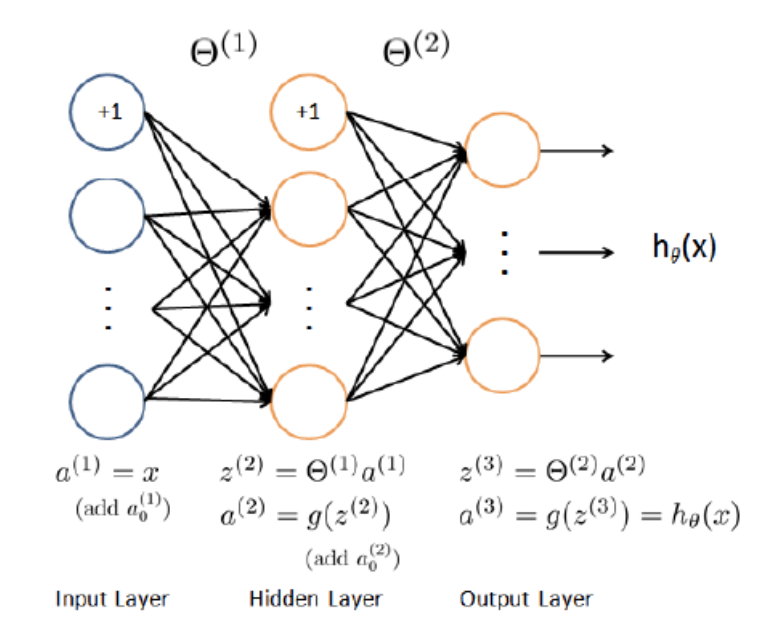 Θ(1) Θ(2)
+1 +1
hθ(x)
a(1) = x z(2) = Θ(1)a(1) z(3) = Θ(2)a(2)
(add a0(1)) a(2) = g(z(2)) a(3) = g(z(3)) = hθ(x)
(add a0(2))
Input Layer Hidden Layer Output Layer